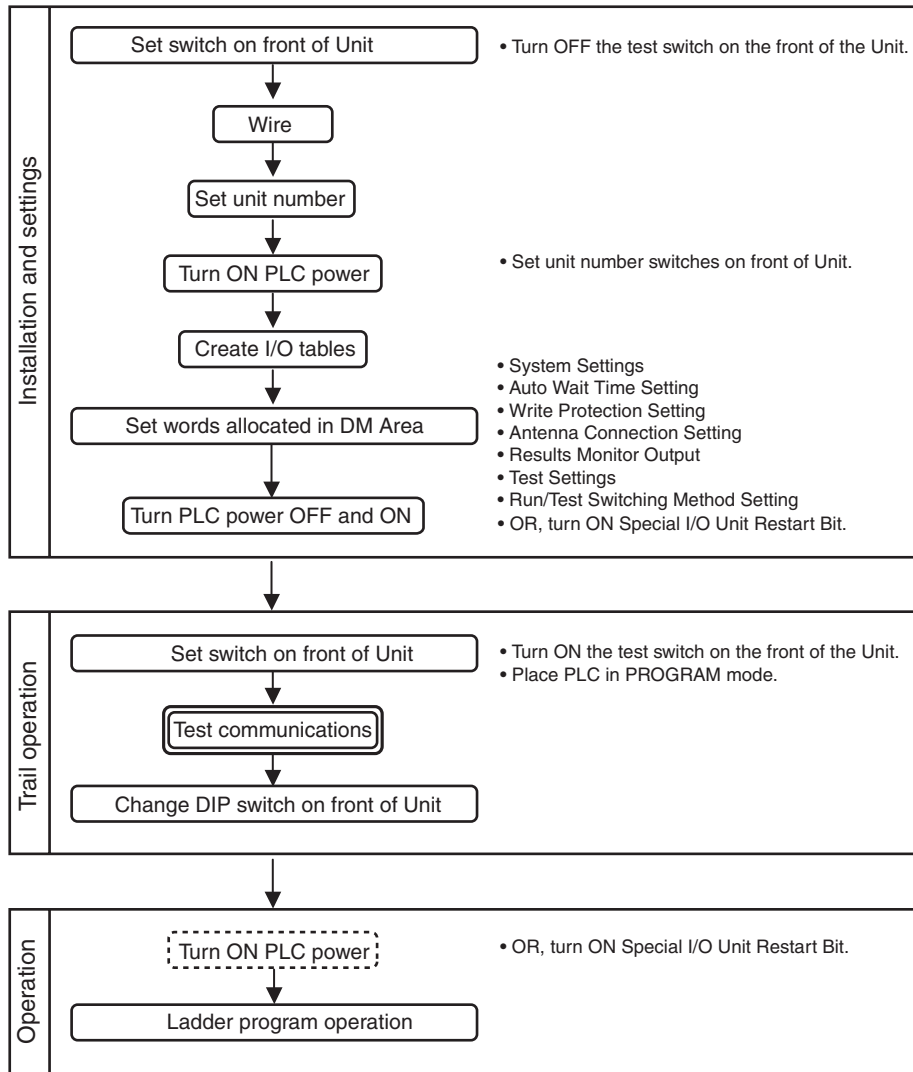 Installation and settings
Set switch on front of Unit
• Turn OFF the test switch on the front of the Unit.
Wire
Set unit number
Turn ON PLC power
• Set unit number switches on front of Unit.
Create I/O tables
Set words allocated in DM Area
• System Settings
• Auto Wait Time Setting
• Write Protection Setting
• Antenna Connection Setting
• Results Monitor Output
• Test Settings
• Run/Test Switching Method Setting
Turn PLC power OFF and ON
• OR, turn ON Special I/O Unit Restart Bit.
Trail operation
Set switch on front of Unit
• Turn ON the test switch on the front of the Unit.
• Place PLC in PROGRAM mode.
Test communications
Change DIP switch on front of Unit
Operation
Turn ON PLC power
• OR, turn ON Special I/O Unit Restart Bit.
Ladder program operation